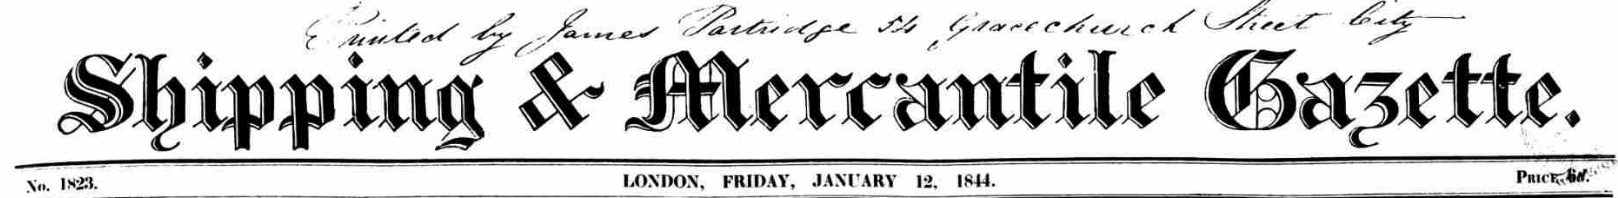 Printed by James Partridge 54 Gracechurch Street City
Shipping & Mercantile Gazette.
No. 1823.
LONDON, FRIDAY, JANUARY 12, 1844.
PRICE 6d.